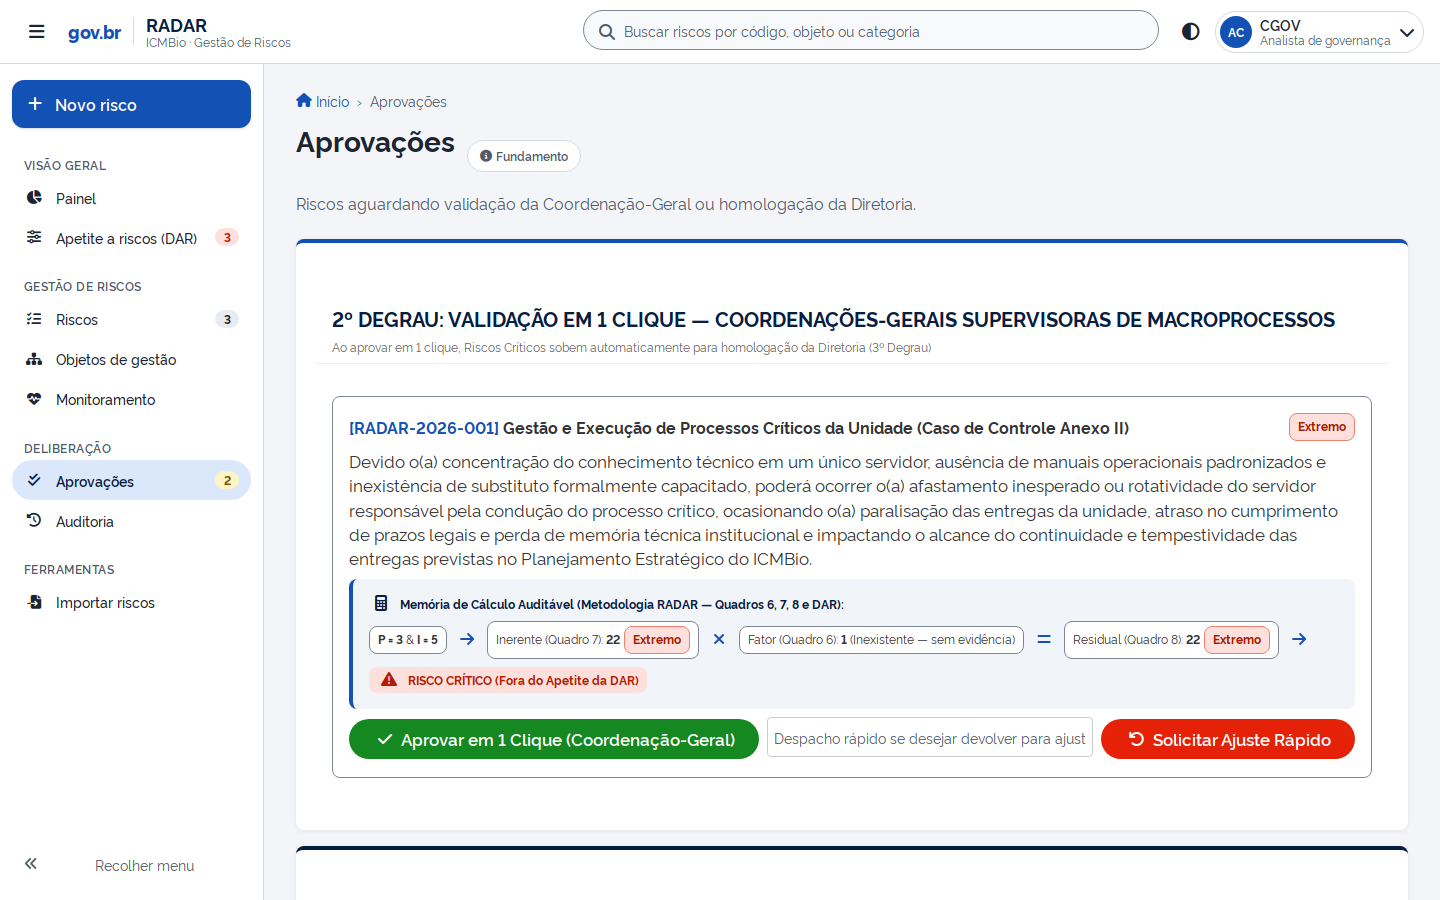 gov.br
RADAR
ICMBio · Gestão de Riscos
Buscar riscos por código, objeto ou categoria
AC
CGOV
Analista de governança
Novo risco
VISÃO GERAL
Painel
Apetite a riscos (DAR) 3
GESTÃO DE RISCOS
Riscos 3
Objetos de gestão
Monitoramento
DELIBERAÇÃO
Aprovações 2
Auditoria
FERRAMENTAS
Importar riscos
Recolher menu
Início › Aprovações
Aprovações
Fundamento
Riscos aguardando validação da Coordenação-Geral ou homologação da Diretoria.
2º DEGRAU: VALIDAÇÃO EM 1 CLIQUE — COORDENAÇÕES-GERAIS SUPERVISORAS DE MACROPROCESSOS
Ao aprovar em 1 clique, Riscos Críticos sobem automaticamente para homologação da Diretoria (3º Degrau)
[RADAR-2026-001] Gestão e Execução de Processos Críticos da Unidade (Caso de Controle Anexo II)
Extremo
Devido o(a) concentração do conhecimento técnico em um único servidor, ausência de manuais operacionais padronizados e
inexistência de substituto formalmente capacitado, poderá ocorrer o(a) afastamento inesperado ou rotatividade do servidor
responsável pela condução do processo crítico, ocasionando o(a) paralisação das entregas da unidade, atraso no cumprimento
de prazos legais e perda de memória técnica institucional e impactando o alcance do continuidade e tempestividade das
entregas previstas no Planejamento Estratégico do ICMBio.
Memória de Cálculo Auditável (Metodologia RADAR — Quadros 6, 7, 8 e DAR):
P = 3 & I = 5 → Inerente (Quadro 7): 22 Extremo × Fator (Quadro 6): 1 (Inexistente — sem evidência) = Residual (Quadro 8): 22 Extremo →
RISCO CRÍTICO (Fora do Apetite da DAR)
Aprovar em 1 Clique (Coordenação-Geral)
Despacho rápido se desejar devolver para ajust
Solicitar Ajuste Rápido